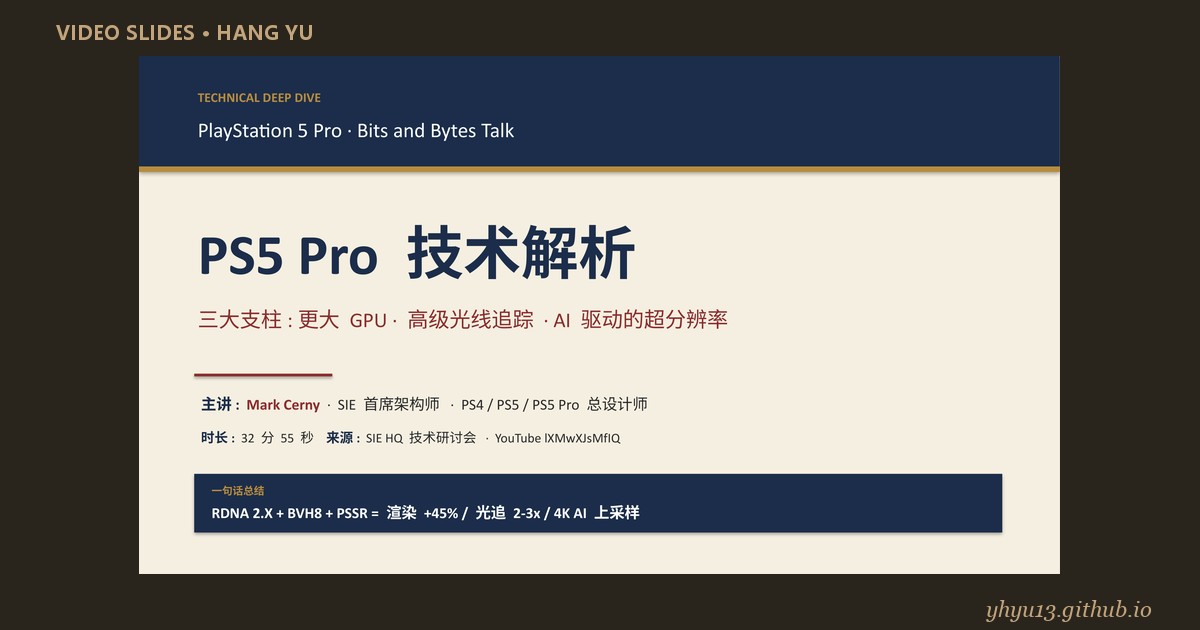 VIDEO SLIDES • HANG YU
TECHNICAL DEEP DIVE
PlayStation 5 Pro · Bits and Bytes Talk
PS5 Pro 技术解析
三大支柱 : 更大 GPU · 高级光线追踪 · AI 驱动的超分辨率
主讲 : Mark Cerny · SIE 首席架构师 · PS4 / PS5 / PS5 Pro 总设计师
时长 : 32 分 55 秒 来源 : SIE HQ 技术研讨会 · YouTube lXMwXJsMfIQ
一句话总结
RDNA 2.X + BVH8 + PSSR = 渲染 +45% / 光追 2-3x / 4K AI 上采样
yhyu13.github.io